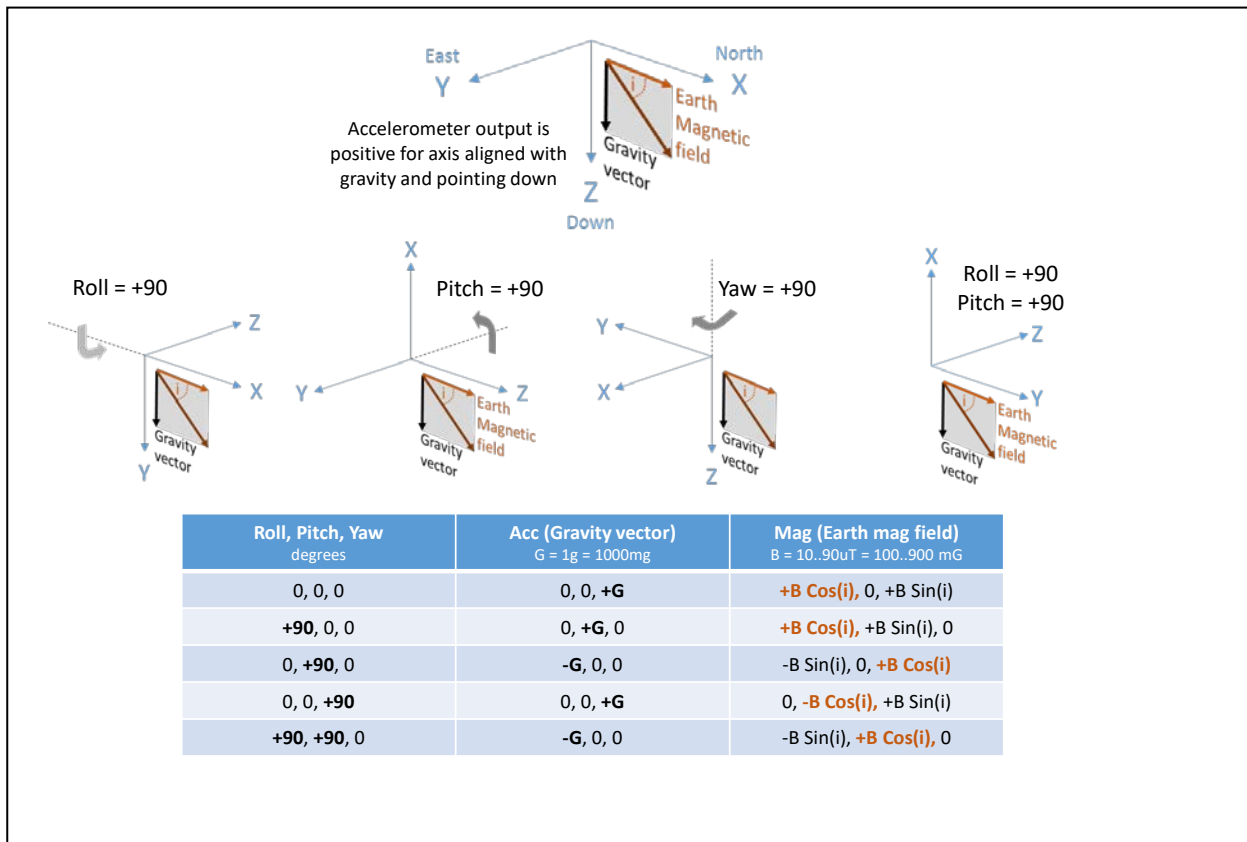 East
Y
North
X
i
Earth
Magnetic
field
Gravity
vector
Accelerometer output is
positive for axis aligned with
gravity and pointing down
Z
Down
Roll = +90
Z
X
Y
i
Gravity
vector
Pitch = +90
X
Y
Z
i
Earth
Magnetic
field
Gravity
vector
Yaw = +90
Y
X
Z
i
Gravity
vector
Roll = +90
Pitch = +90
X
Z
Y
i
Earth
Magnetic
field
Gravity
vector
Roll, Pitch, Yaw Acc (Gravity vector) Mag (Earth mag field)
degrees G = 1g = 1000mg B = 10..90uT = 100..900 mG
0, 0, 0 0, 0, +G +B Cos(i), 0, +B Sin(i)
+90, 0, 0 0, +G, 0 +B Cos(i), +B Sin(i), 0
0, +90, 0 -G, 0, 0 -B Sin(i), 0, +B Cos(i)
0, 0, +90 0, 0, +G 0, -B Cos(i), +B Sin(i)
+90, +90, 0 -G, 0, 0 -B Sin(i), +B Cos(i), 0